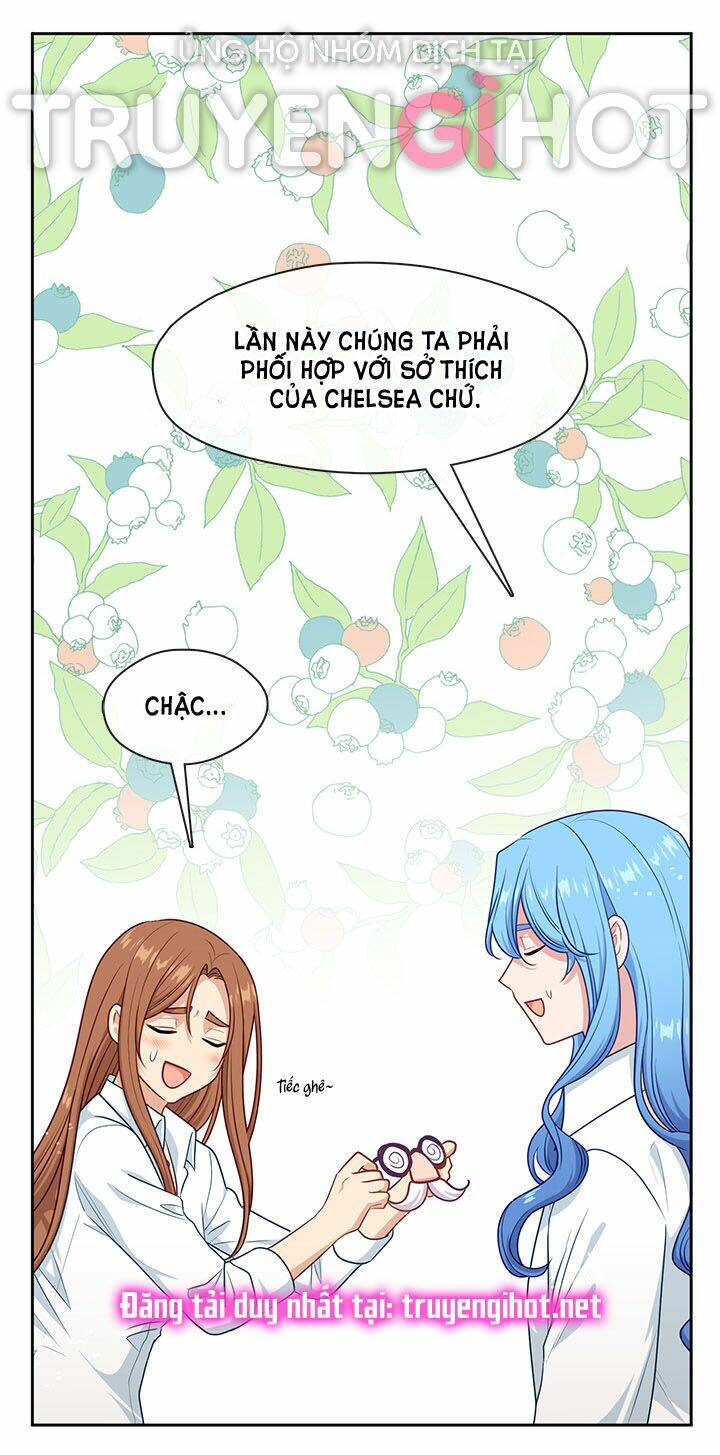 ỦNG HỘ NHÓM DỊCH TẠI
TRUYENGIHOT
LẦN NÀY CHÚNG TA PHẢI
PHỐI HỢP VỚI SỞ THÍCH
CỦA CHELSEA CHỨ.
CHẬC...
Tiếc ghê~
Đăng tải duy nhất tại: truyengihot.net